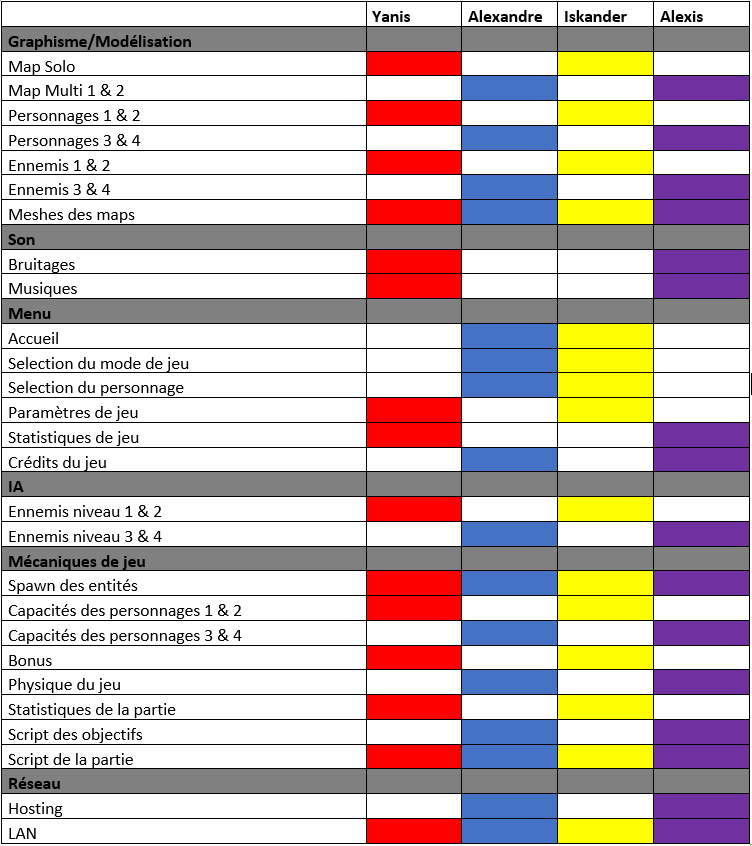 Yanis Alexandre Iskander Alexis
Graphisme/Modélisation
Map Solo
Map Multi 1 & 2
Personnages 1 & 2
Personnages 3 & 4
Ennemis 1 & 2
Ennemis 3 & 4
Meshes des maps
Son
Bruitages
Musiques
Menu
Accueil
Selection du mode de jeu
Selection du personnage
Paramètres de jeu
Statistiques de jeu
Crédits du jeu
IA
Ennemis niveau 1 & 2
Ennemis niveau 3 & 4
Mécaniques de jeu
Spawn des entités
Capacités des personnages 1 & 2
Capacités des personnages 3 & 4
Bonus
Physique du jeu
Statistiques de la partie
Script des objectifs
Script de la partie
Réseau
Hosting
LAN